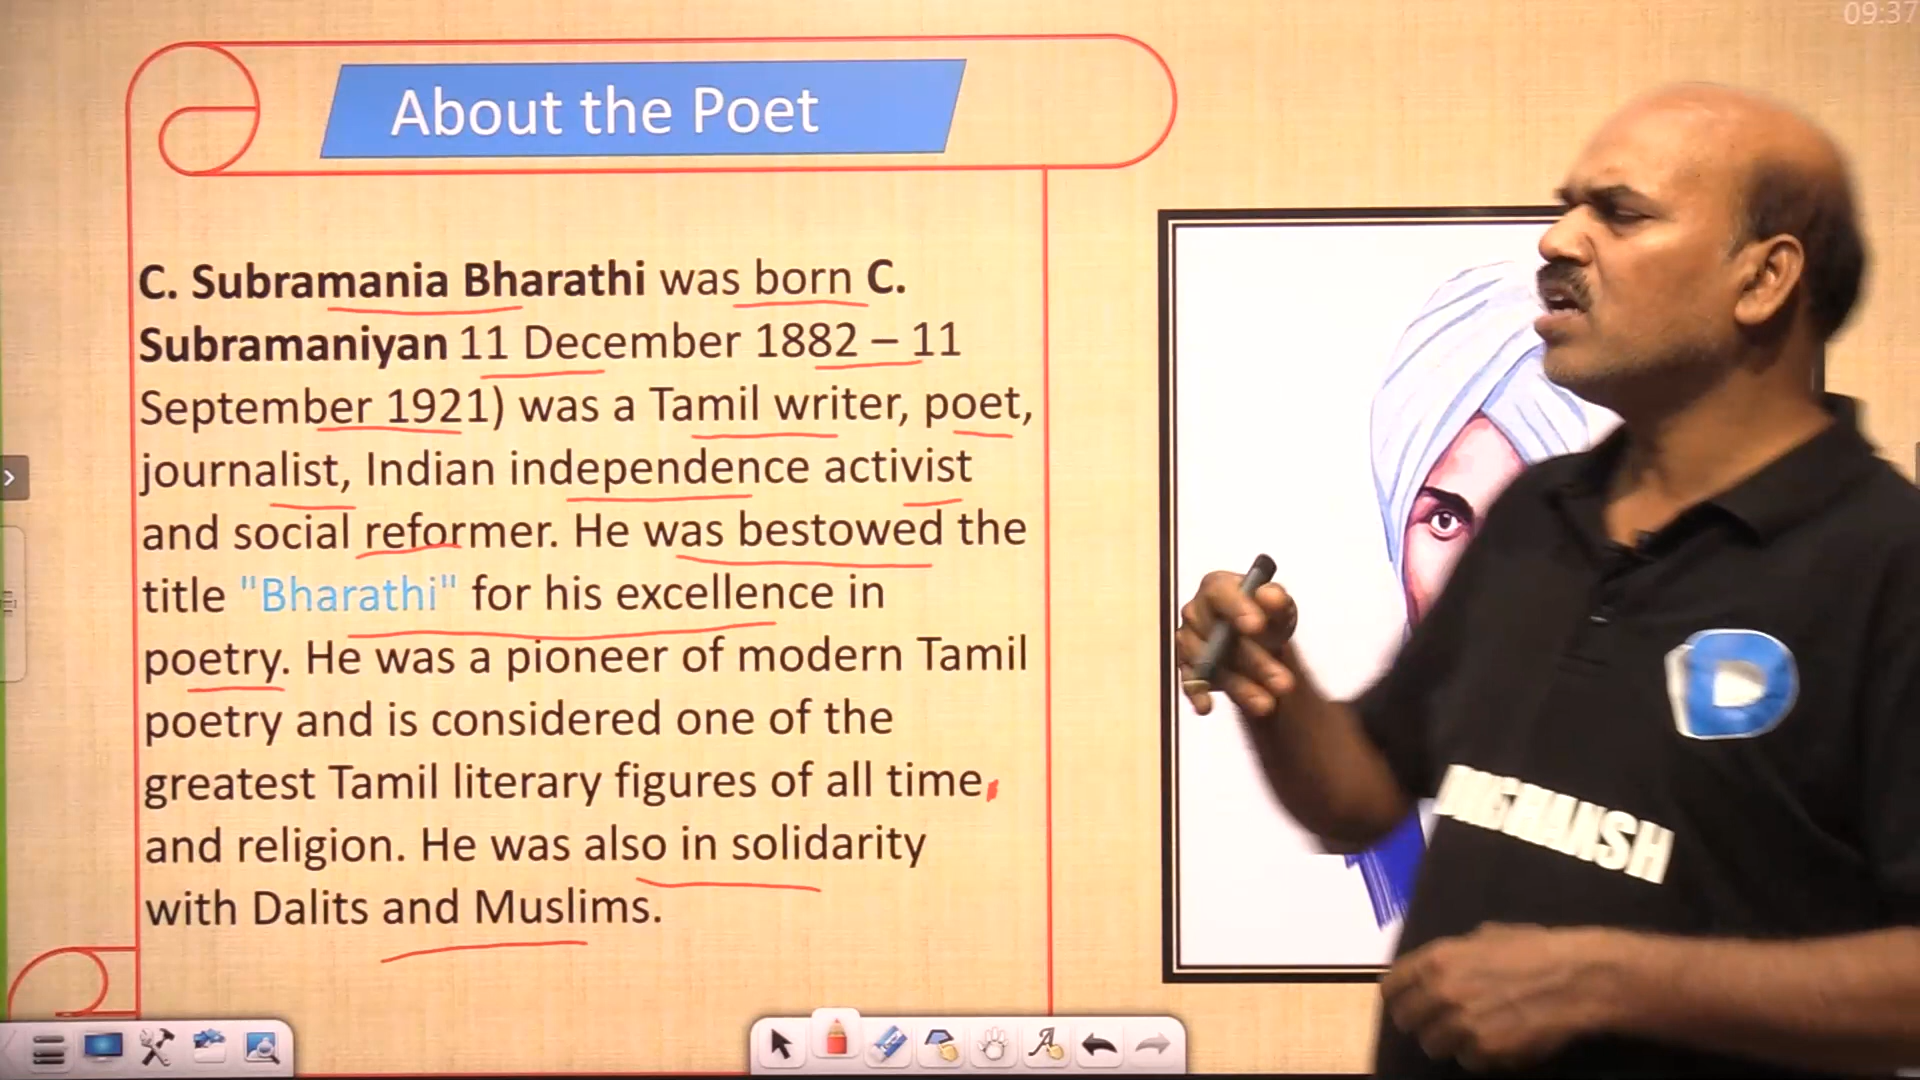 09:37
About the Poet
C. Subramania Bharathi was born C.
Subramaniyan 11 December 1882 – 11
September 1921) was a Tamil writer, poet,
journalist, Indian independence activist
and social reformer. He was bestowed the
title "Bharathi" for his excellence in
poetry. He was a pioneer of modern Tamil
poetry and is considered one of the
greatest Tamil literary figures of all time,
and religion. He was also in solidarity
with Dalits and Muslims.